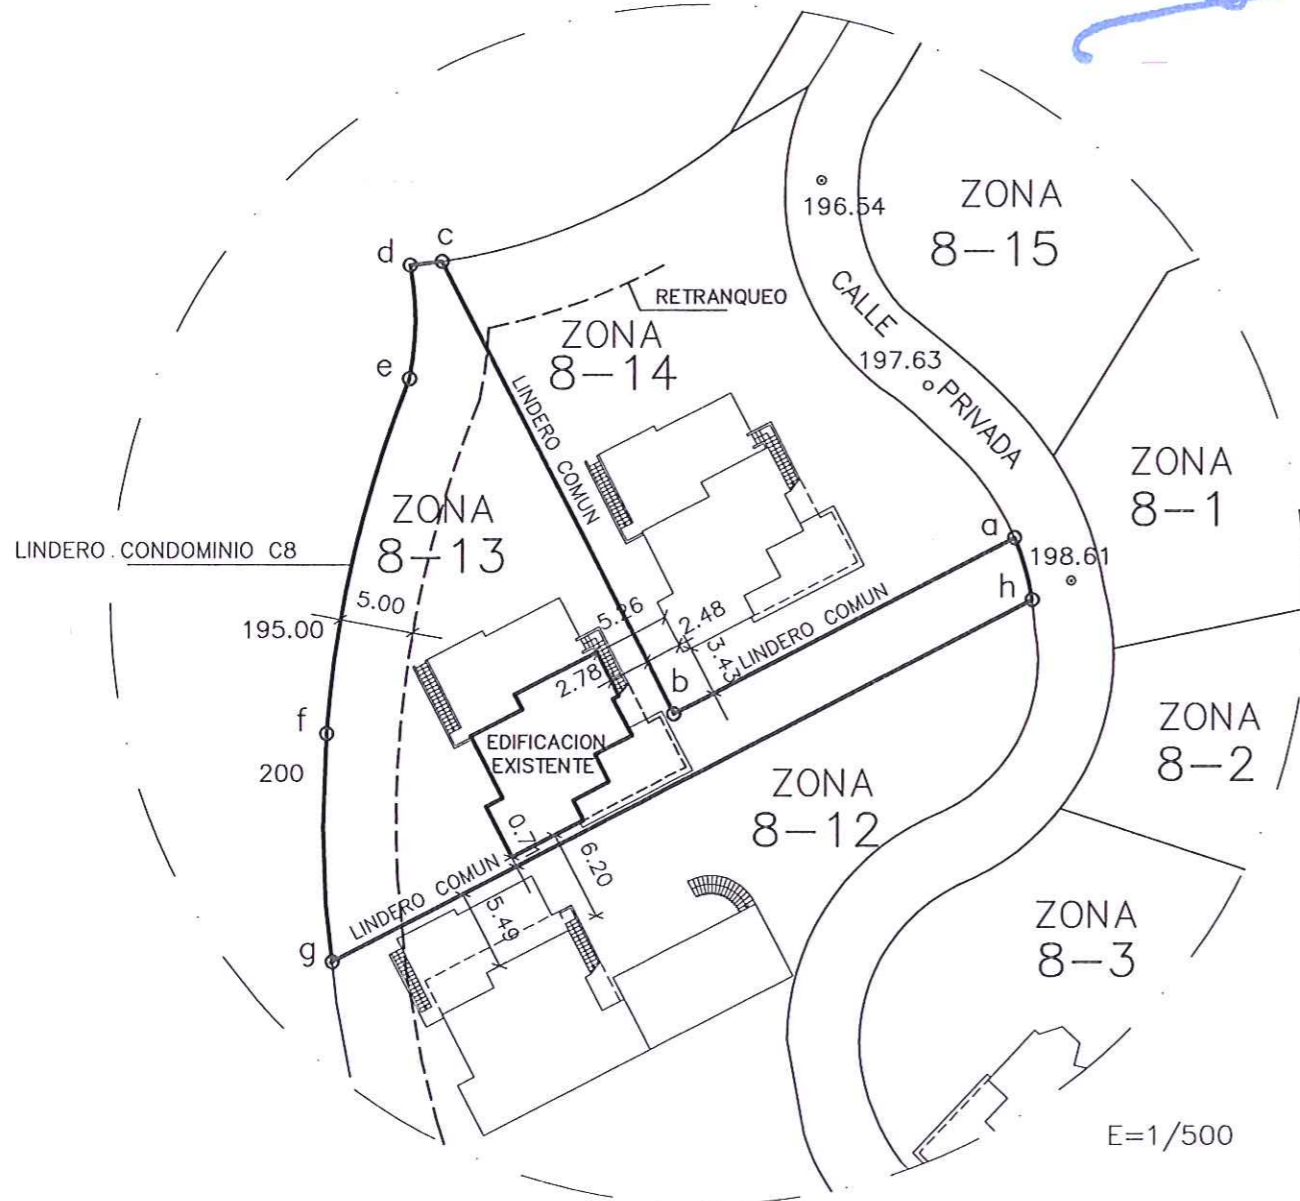 196.54
ZONA
8-15
d
c
RETRANQUEO
CALLE
PRIVADA
197.63
ZONA
8-14
e
LINDERO COMUN
ZONA
8-1
ZONA
8-13
a
198.61
LINDERO CONDOMINIO C8
5.00
195.00
h
5.26
2.48
3.43
LINDERO COMUN
2.78
b
f
ZONA
8-2
EDIFICACION
EXISTENTE
200
ZONA
8-12
6.20
LINDERO COMUN
5.49
g
ZONA
8-3
E=1/500